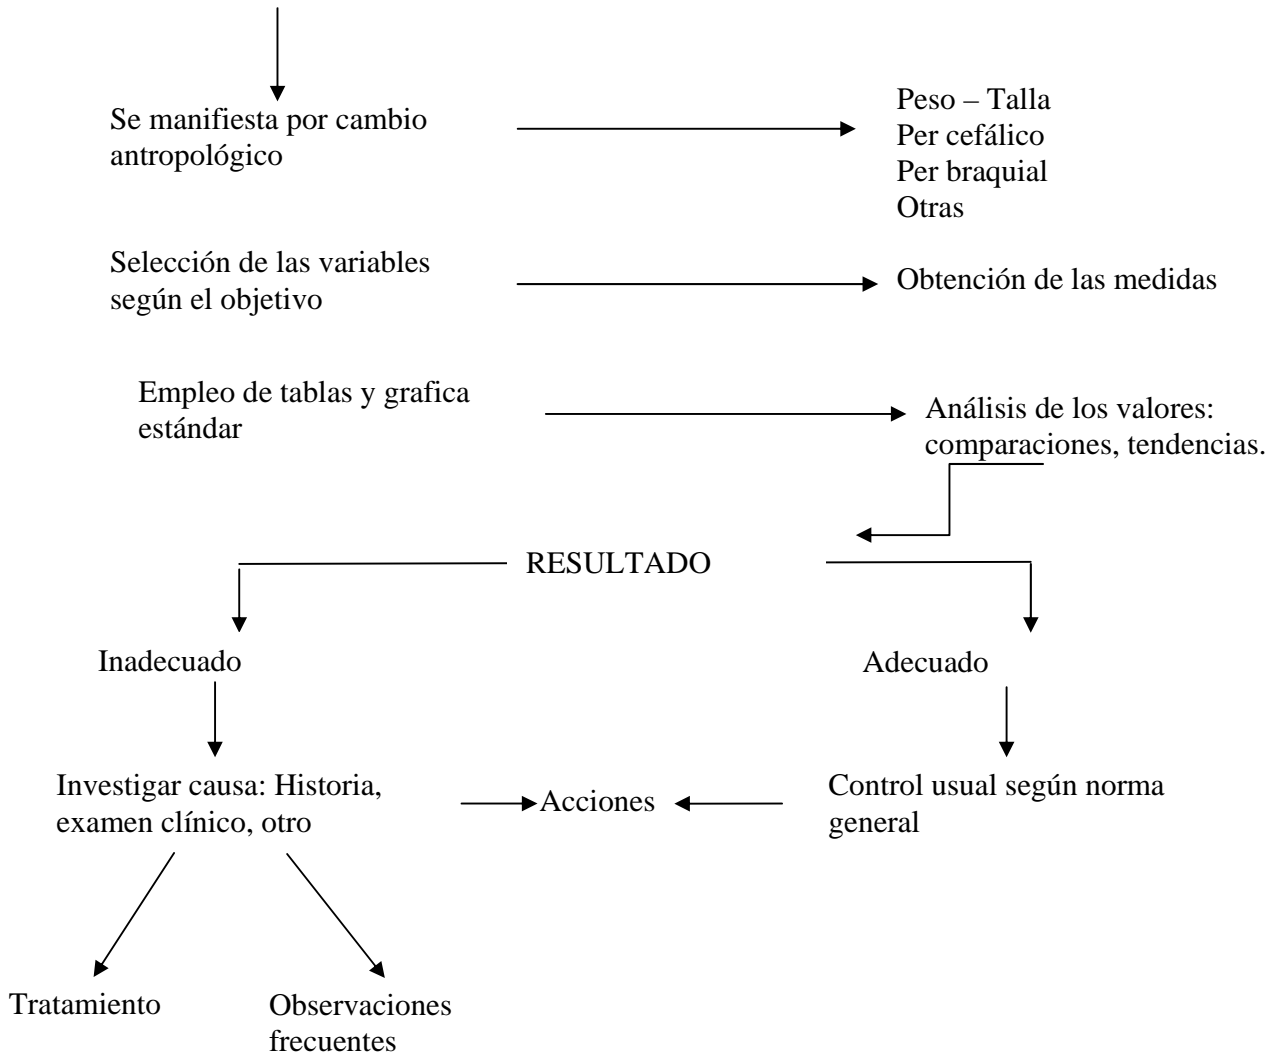 Se manifiesta por cambio
antropológico
Peso – Talla
Per cefálico
Per braquial
Otras
Selección de las variables
según el objetivo
Obtención de las medidas
Empleo de tablas y grafica
estándar
Análisis de los valores:
comparaciones, tendencias.
RESULTADO
Inadecuado
Adecuado
Investigar causa: Historia,
examen clínico, otro
Acciones
Control usual según norma
general
Tratamiento
Observaciones
frecuentes